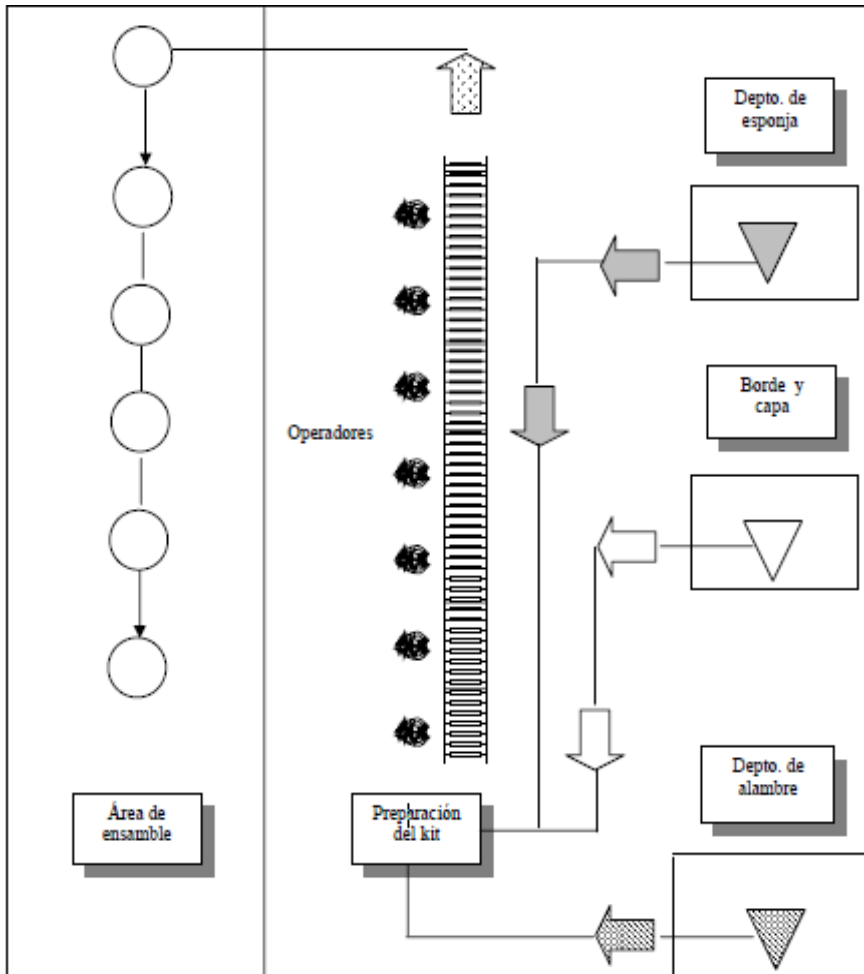 Depto. de
esponja
Borde y
capa
Operadores
Depto. de
alambre
Área de
ensamble
Preparación
del kit